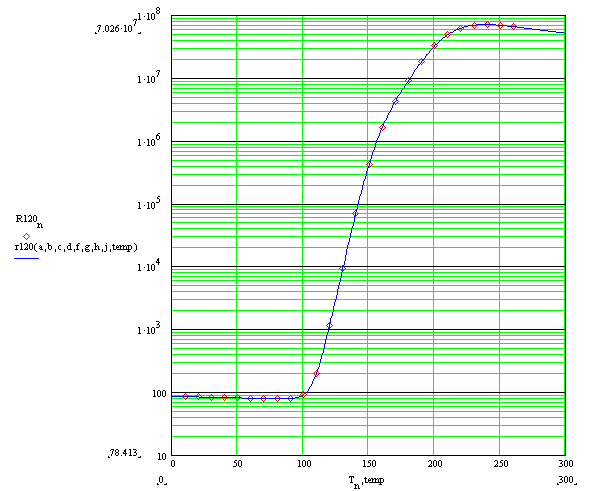 1·10⁸
7.026·10⁷
1·10⁷
1·10⁶
1·10⁵
R120n
r120(a,b,c,d,f,g,h,j,temp)
1·10⁴
1·10³
100
78.413
10
0 50 100 150 200 250 300
0 Tn,temp 300